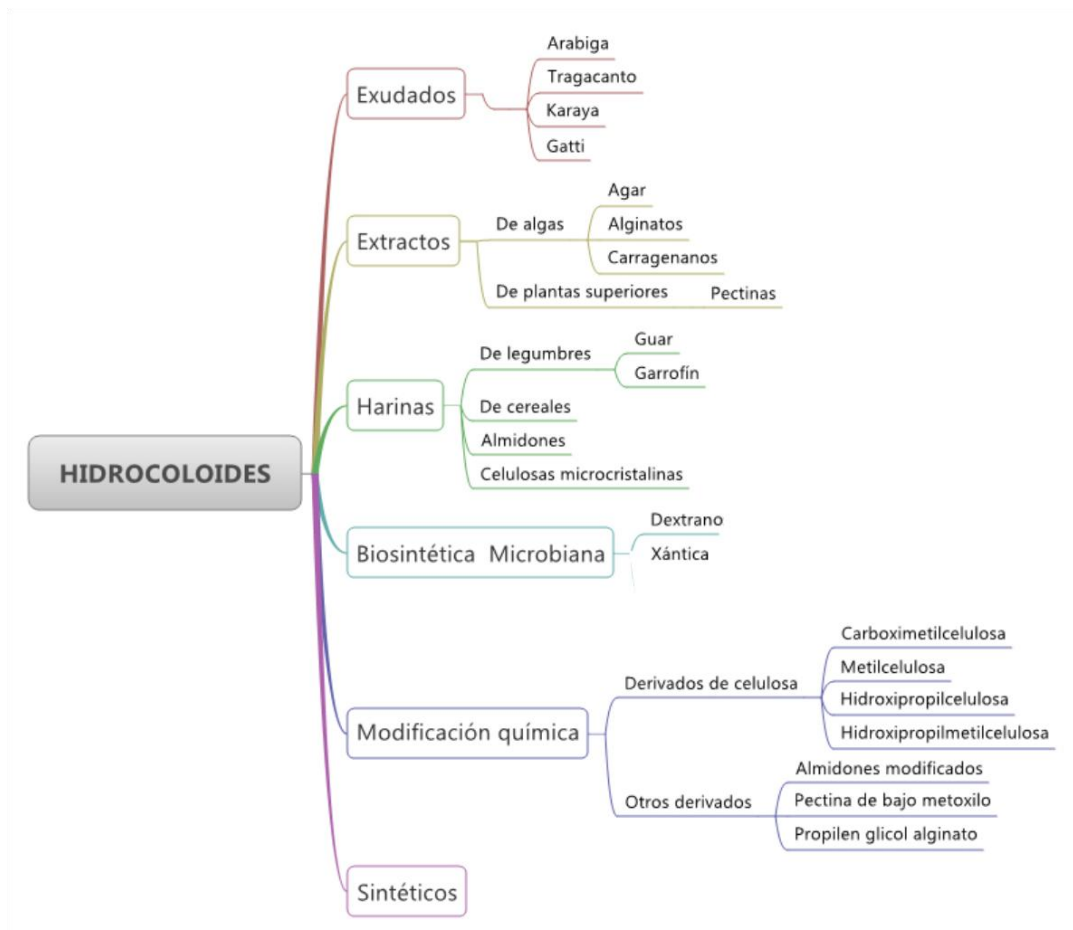 HIDROCOLOIDES
Exudados
Arabiga
Tragacanto
Karaya
Gatti
Extractos
De algas
Agar
Alginatos
Carragenanos
De plantas superiores
Pectinas
Harinas
De legumbres
Guar
Garrofín
De cereales
Almidones
Celulosas microcristalinas
Biosintética Microbiana
Dextrano
Xántica
Modificación química
Derivados de celulosa
Carboximetilcelulosa
Metilcelulosa
Hidroxipropilcelulosa
Hidroxipropilmetilcelulosa
Otros derivados
Almidones modificados
Pectina de bajo metoxilo
Propilen glicol alginato
Sintéticos